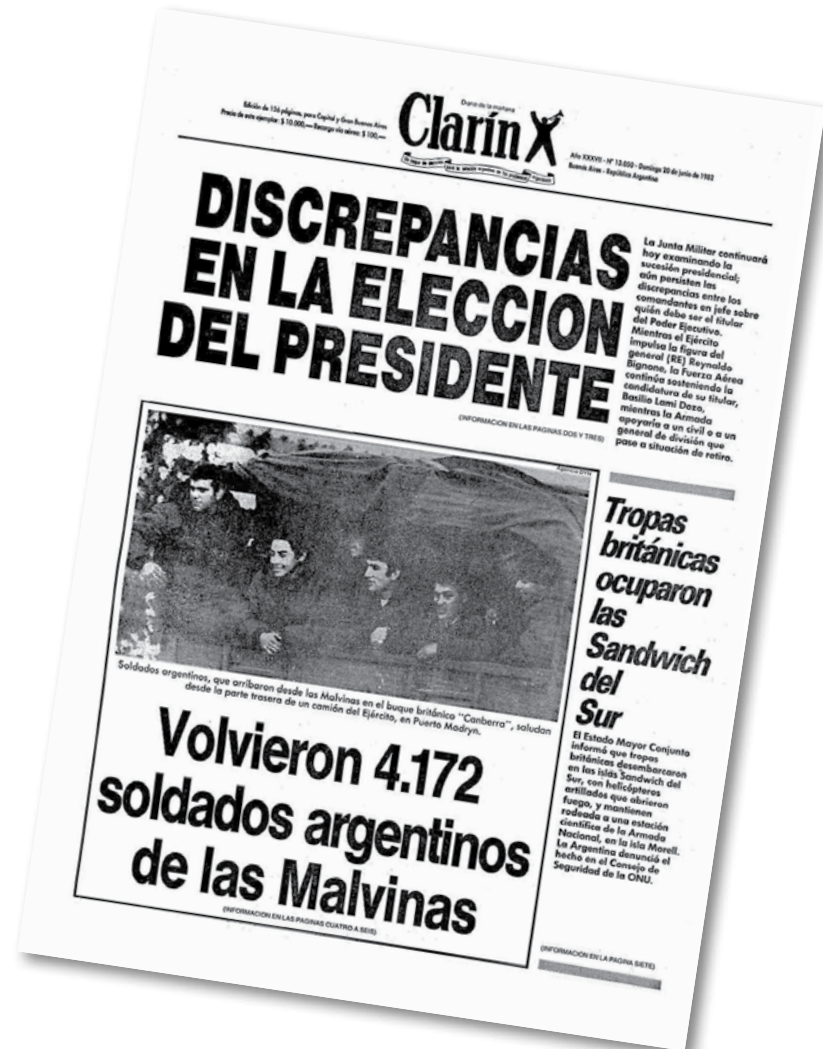 Edición de 136 páginas, para Capital y Gran Buenos Aires
Precio de este ejemplar: $ 10.000,— Recargo vía aérea: $ 100,—
Diario de la mañana
Clarín
Año XXXVII - Nº 13.050 - Domingo 20 de junio de 1982
Buenos Aires - República Argentina
DISCREPANCIAS
EN LA ELECCION
DEL PRESIDENTE
(INFORMACION EN LAS PAGINAS DOS Y TRES)
La Junta Militar continuará
hoy examinando la
sucesión presidencial;
aún persisten las
discrepancias entre los
comandantes en jefe sobre
quién debe ser el titular
del Poder Ejecutivo.
Mientras el Ejército
impulsa la figura del
general (RE) Reynaldo
Bignone, la Fuerza Aérea
continúa sosteniendo la
candidatura de su titular,
Basilio Lami Dozo,
mientras la Armada
apoyaría a un civil o a un
general de división que
pase a situación de retiro.
Soldados argentinos, que arribaron desde las Malvinas en el buque británico "Canberra", saludan
desde la parte trasera de un camión del Ejército, en Puerto Madryn.
Volvieron 4.172
soldados argentinos
de las Malvinas
(INFORMACION EN LAS PAGINAS CUATRO A SEIS)
Tropas
británicas
ocuparon
las
Sandwich
del
Sur
El Estado Mayor Conjunto
informó que tropas
británicas desembarcaron
en las islas Sandwich del
Sur, con helicópteros
artillados que abrieron
fuego, y mantienen
rodeada a una estación
científica de la Armada
Nacional, en la isla Morell.
La Argentina denunció el
hecho en el Consejo de
Seguridad de la ONU.
(INFORMACION EN LA PAGINA SIETE)